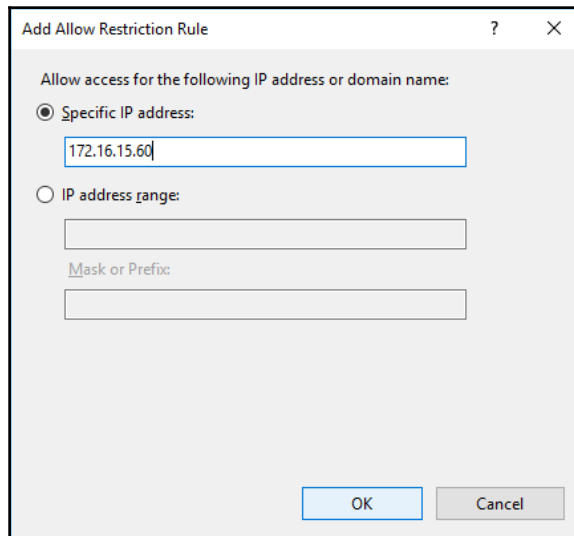 Add Allow Restriction Rule ? ×
Allow access for the following IP address or domain name:
Specific IP address:
172.16.15.60
IP address range:
Mask or Prefix:
OK Cancel